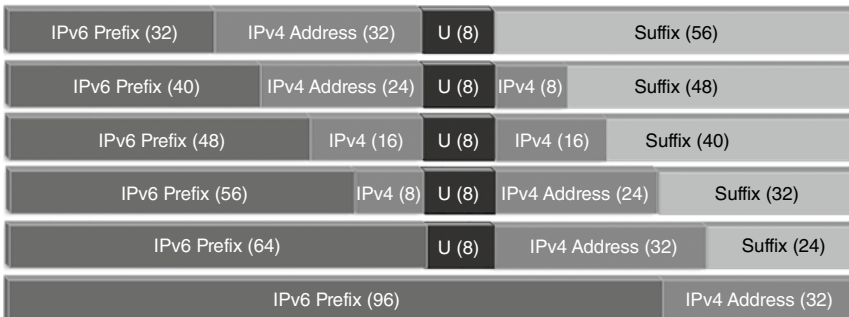 IPv6 Prefix (32) IPv4 Address (32) U (8) Suffix (56)
IPv6 Prefix (40) IPv4 Address (24) U (8) IPv4 (8) Suffix (48)
IPv6 Prefix (48) IPv4 (16) U (8) IPv4 (16) Suffix (40)
IPv6 Prefix (56) IPv4 (8) U (8) IPv4 Address (24) Suffix (32)
IPv6 Prefix (64) U (8) IPv4 Address (32) Suffix (24)
IPv6 Prefix (96) IPv4 Address (32)